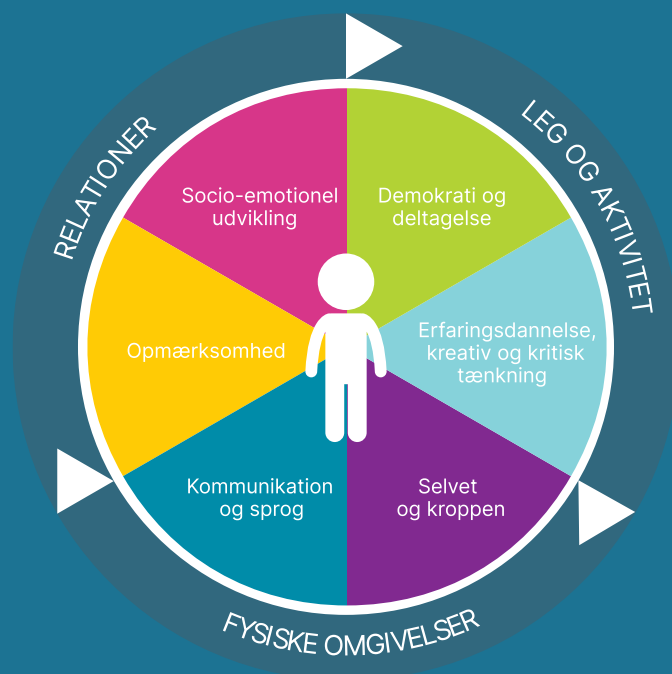 RELATIONER
LEG OG AKTIVITET
Socio-emotionel
udvikling
Demokrati og
deltagelse
Opmærksomhed
Erfaringsdannelse,
kreativ og kritisk
tænkning
Kommunikation
og sprog
Selvet
og kroppen
FYSISKE OMGIVELSER